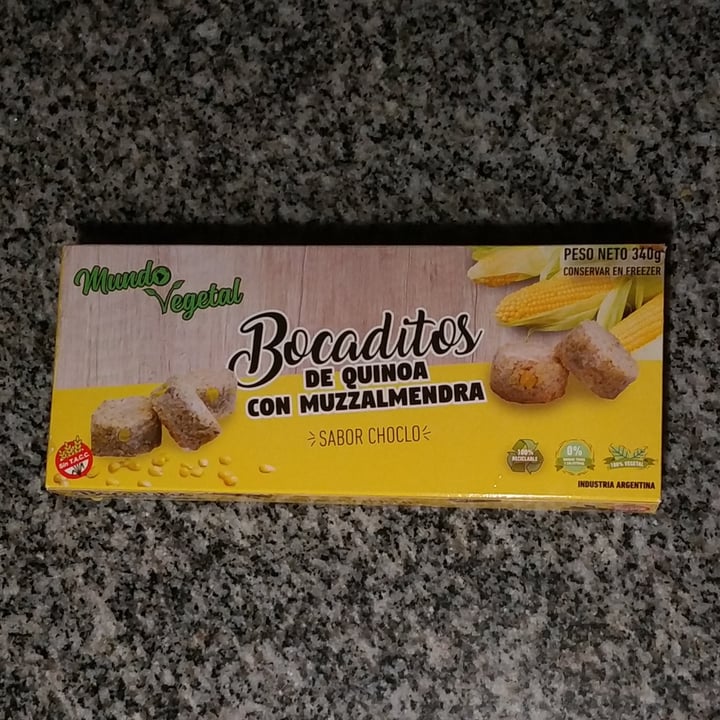 Mundo
Vegetal
PESO NETO 340g
CONSERVAR EN FREEZER
Bocaditos
DE QUINOA
CON MUZZALMENDRA
SABOR CHOCLO
Sin T.A.C.C.
100%
RECICLABLE
0%
100% VEGETAL
INDUSTRIA ARGENTINA